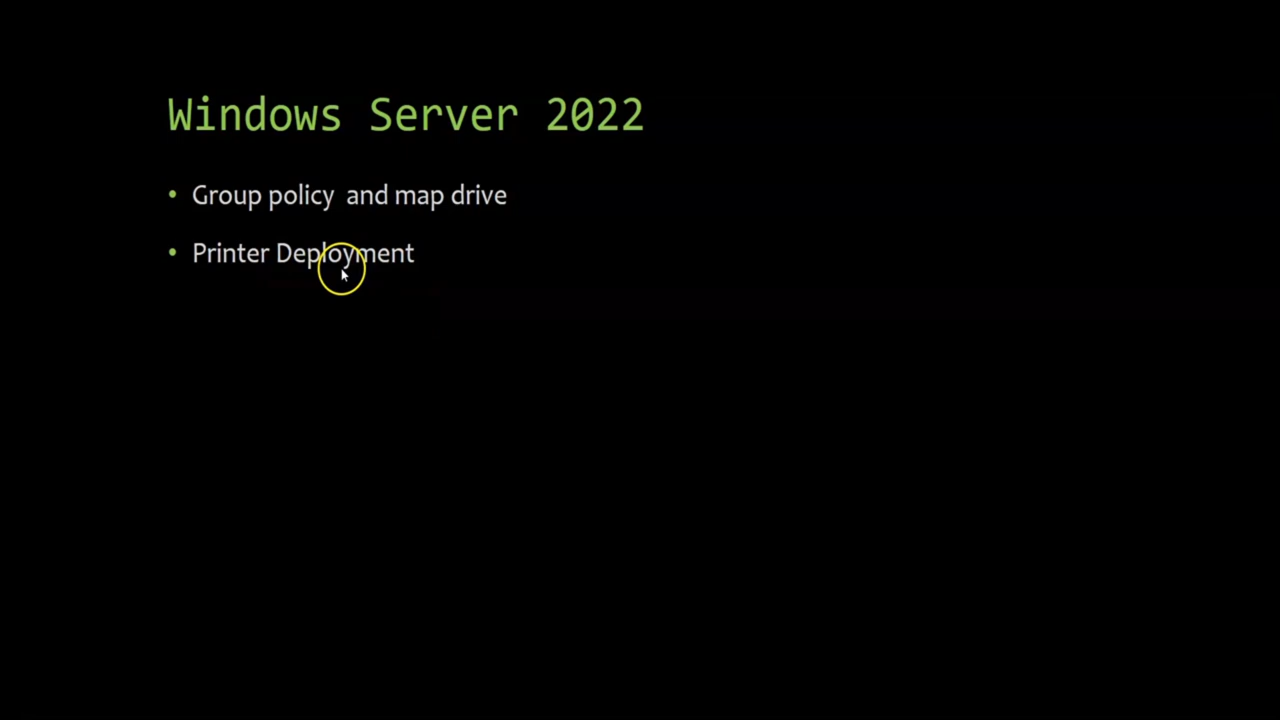 Windows Server 2022
• Group policy  and map drive
• Printer Deployment